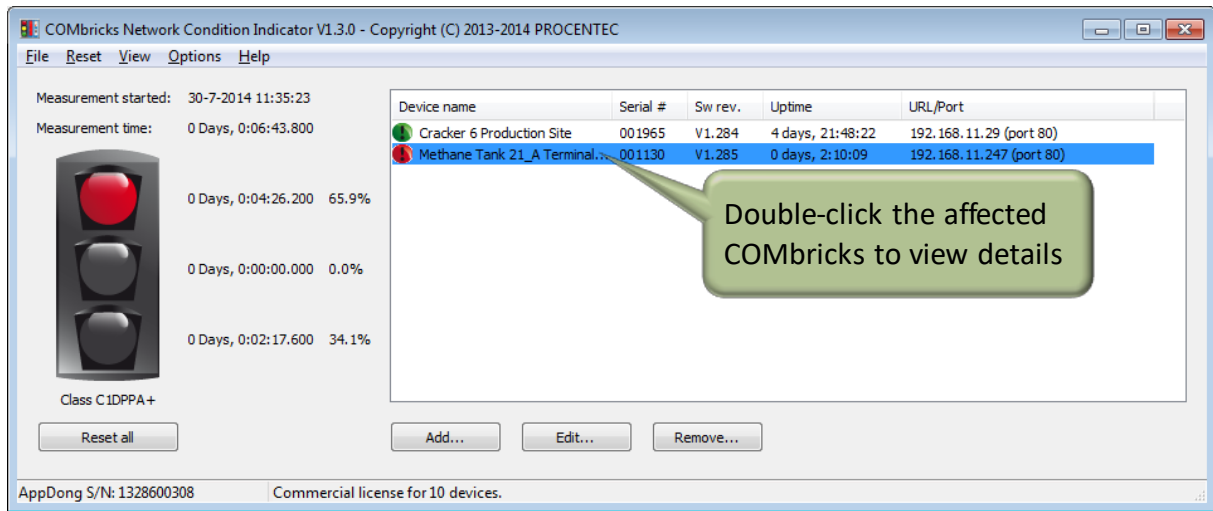 COMbricks Network Condition Indicator V1.3.0 - Copyright (C) 2013-2014 PROCENTEC
File Reset View Options Help
Measurement started: 30-7-2014 11:35:23
Measurement time: 0 Days, 0:06:43.800
0 Days, 0:04:26.200 65.9%
0 Days, 0:00:00.000 0.0%
0 Days, 0:02:17.600 34.1%
Class C1DPPA+
Reset all
Device name Serial # Sw rev. Uptime URL/Port
Cracker 6 Production Site 001965 V1.284 4 days, 21:48:22 192.168.11.29 (port 80)
Methane Tank 21_A Terminal... 001130 V1.285 0 days, 2:10:09 192.168.11.247 (port 80)
Double-click the affected
COMbricks to view details
Add... Edit... Remove...
AppDong S/N: 1328600308 Commercial license for 10 devices.